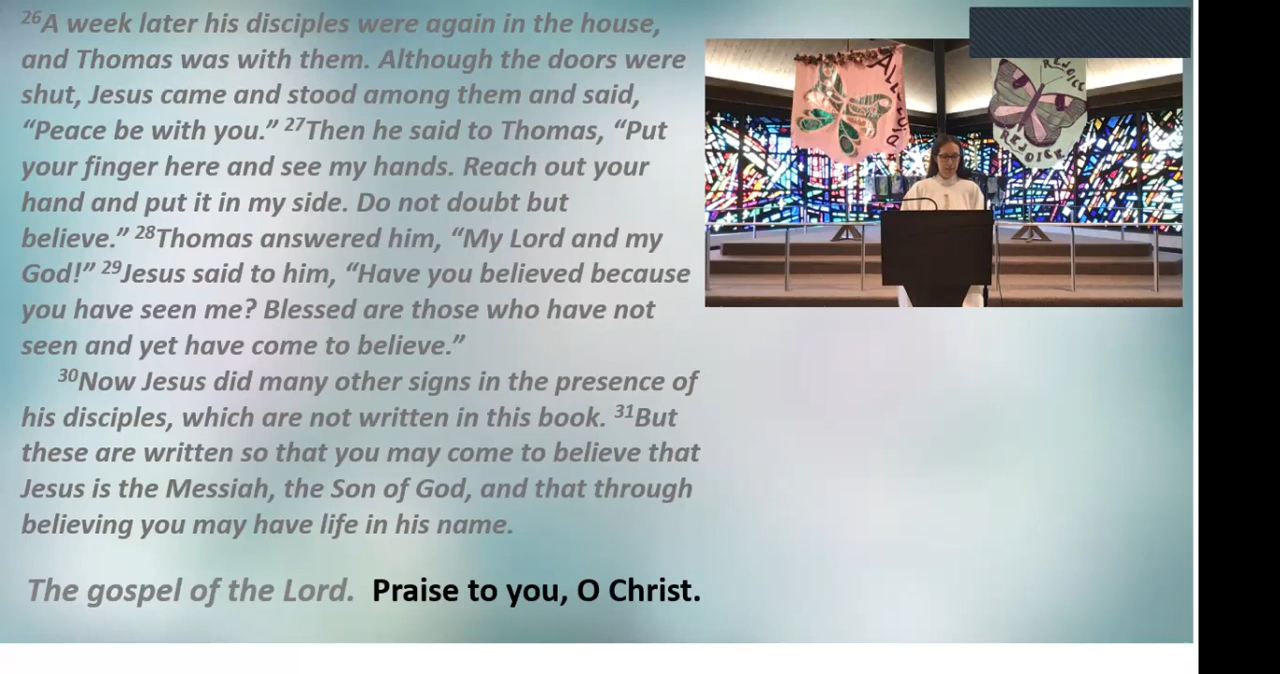 26A week later his disciples were again in the house,
and Thomas was with them. Although the doors were
shut, Jesus came and stood among them and said,
“Peace be with you.” 27Then he said to Thomas, “Put
your finger here and see my hands. Reach out your
hand and put it in my side. Do not doubt but
believe.” 28Thomas answered him, “My Lord and my
God!” 29Jesus said to him, “Have you believed because
you have seen me? Blessed are those who have not
seen and yet have come to believe.”
30Now Jesus did many other signs in the presence of
his disciples, which are not written in this book. 31But
these are written so that you may come to believe that
Jesus is the Messiah, the Son of God, and that through
believing you may have life in his name.
The gospel of the Lord. Praise to you, O Christ.
ALLELUIA
REJOICE
REJOICE